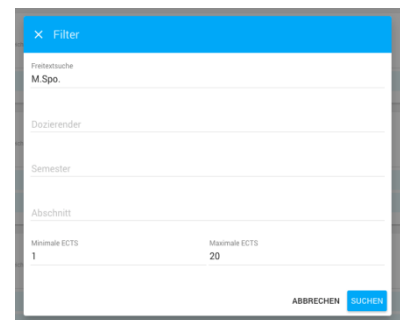 × Filter
Freitextsuche
M.Spo.
Dozierender
Semester
Abschnitt
Minimale ECTS Maximale ECTS
1 20
ABBRECHEN SUCHEN